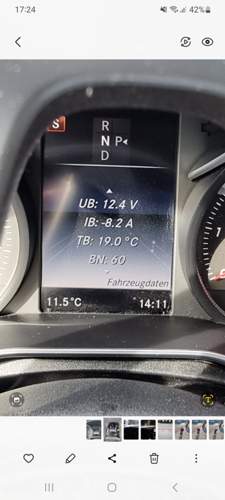 17:24
42%
S
R
N P◂
D
UB: 12.4 V
IB: -8.2 A
TB: 19.0 °C
BN: 60
Fahrzeugdaten
11.5°C 14:11
1
T